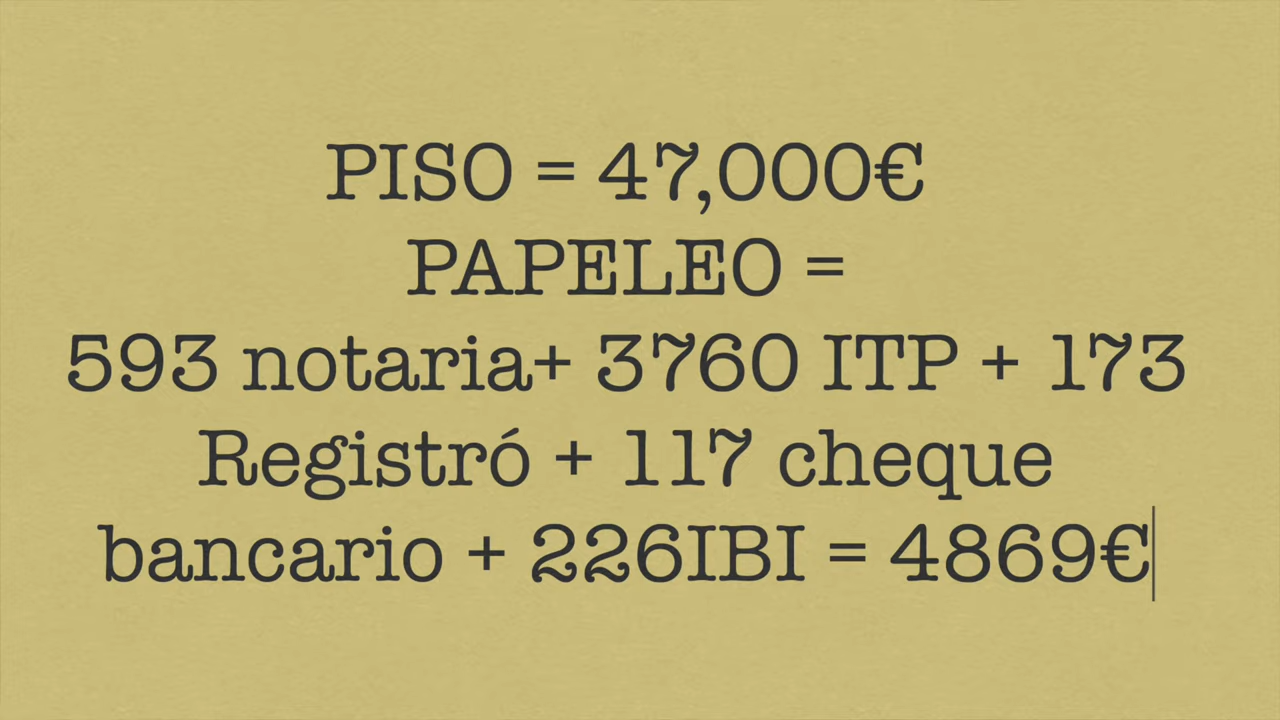 PISO = 47,000€
PAPELEO =
593 notaria+ 3760 ITP + 173
Registró + 117 cheque
bancario + 226IBI = 4869€